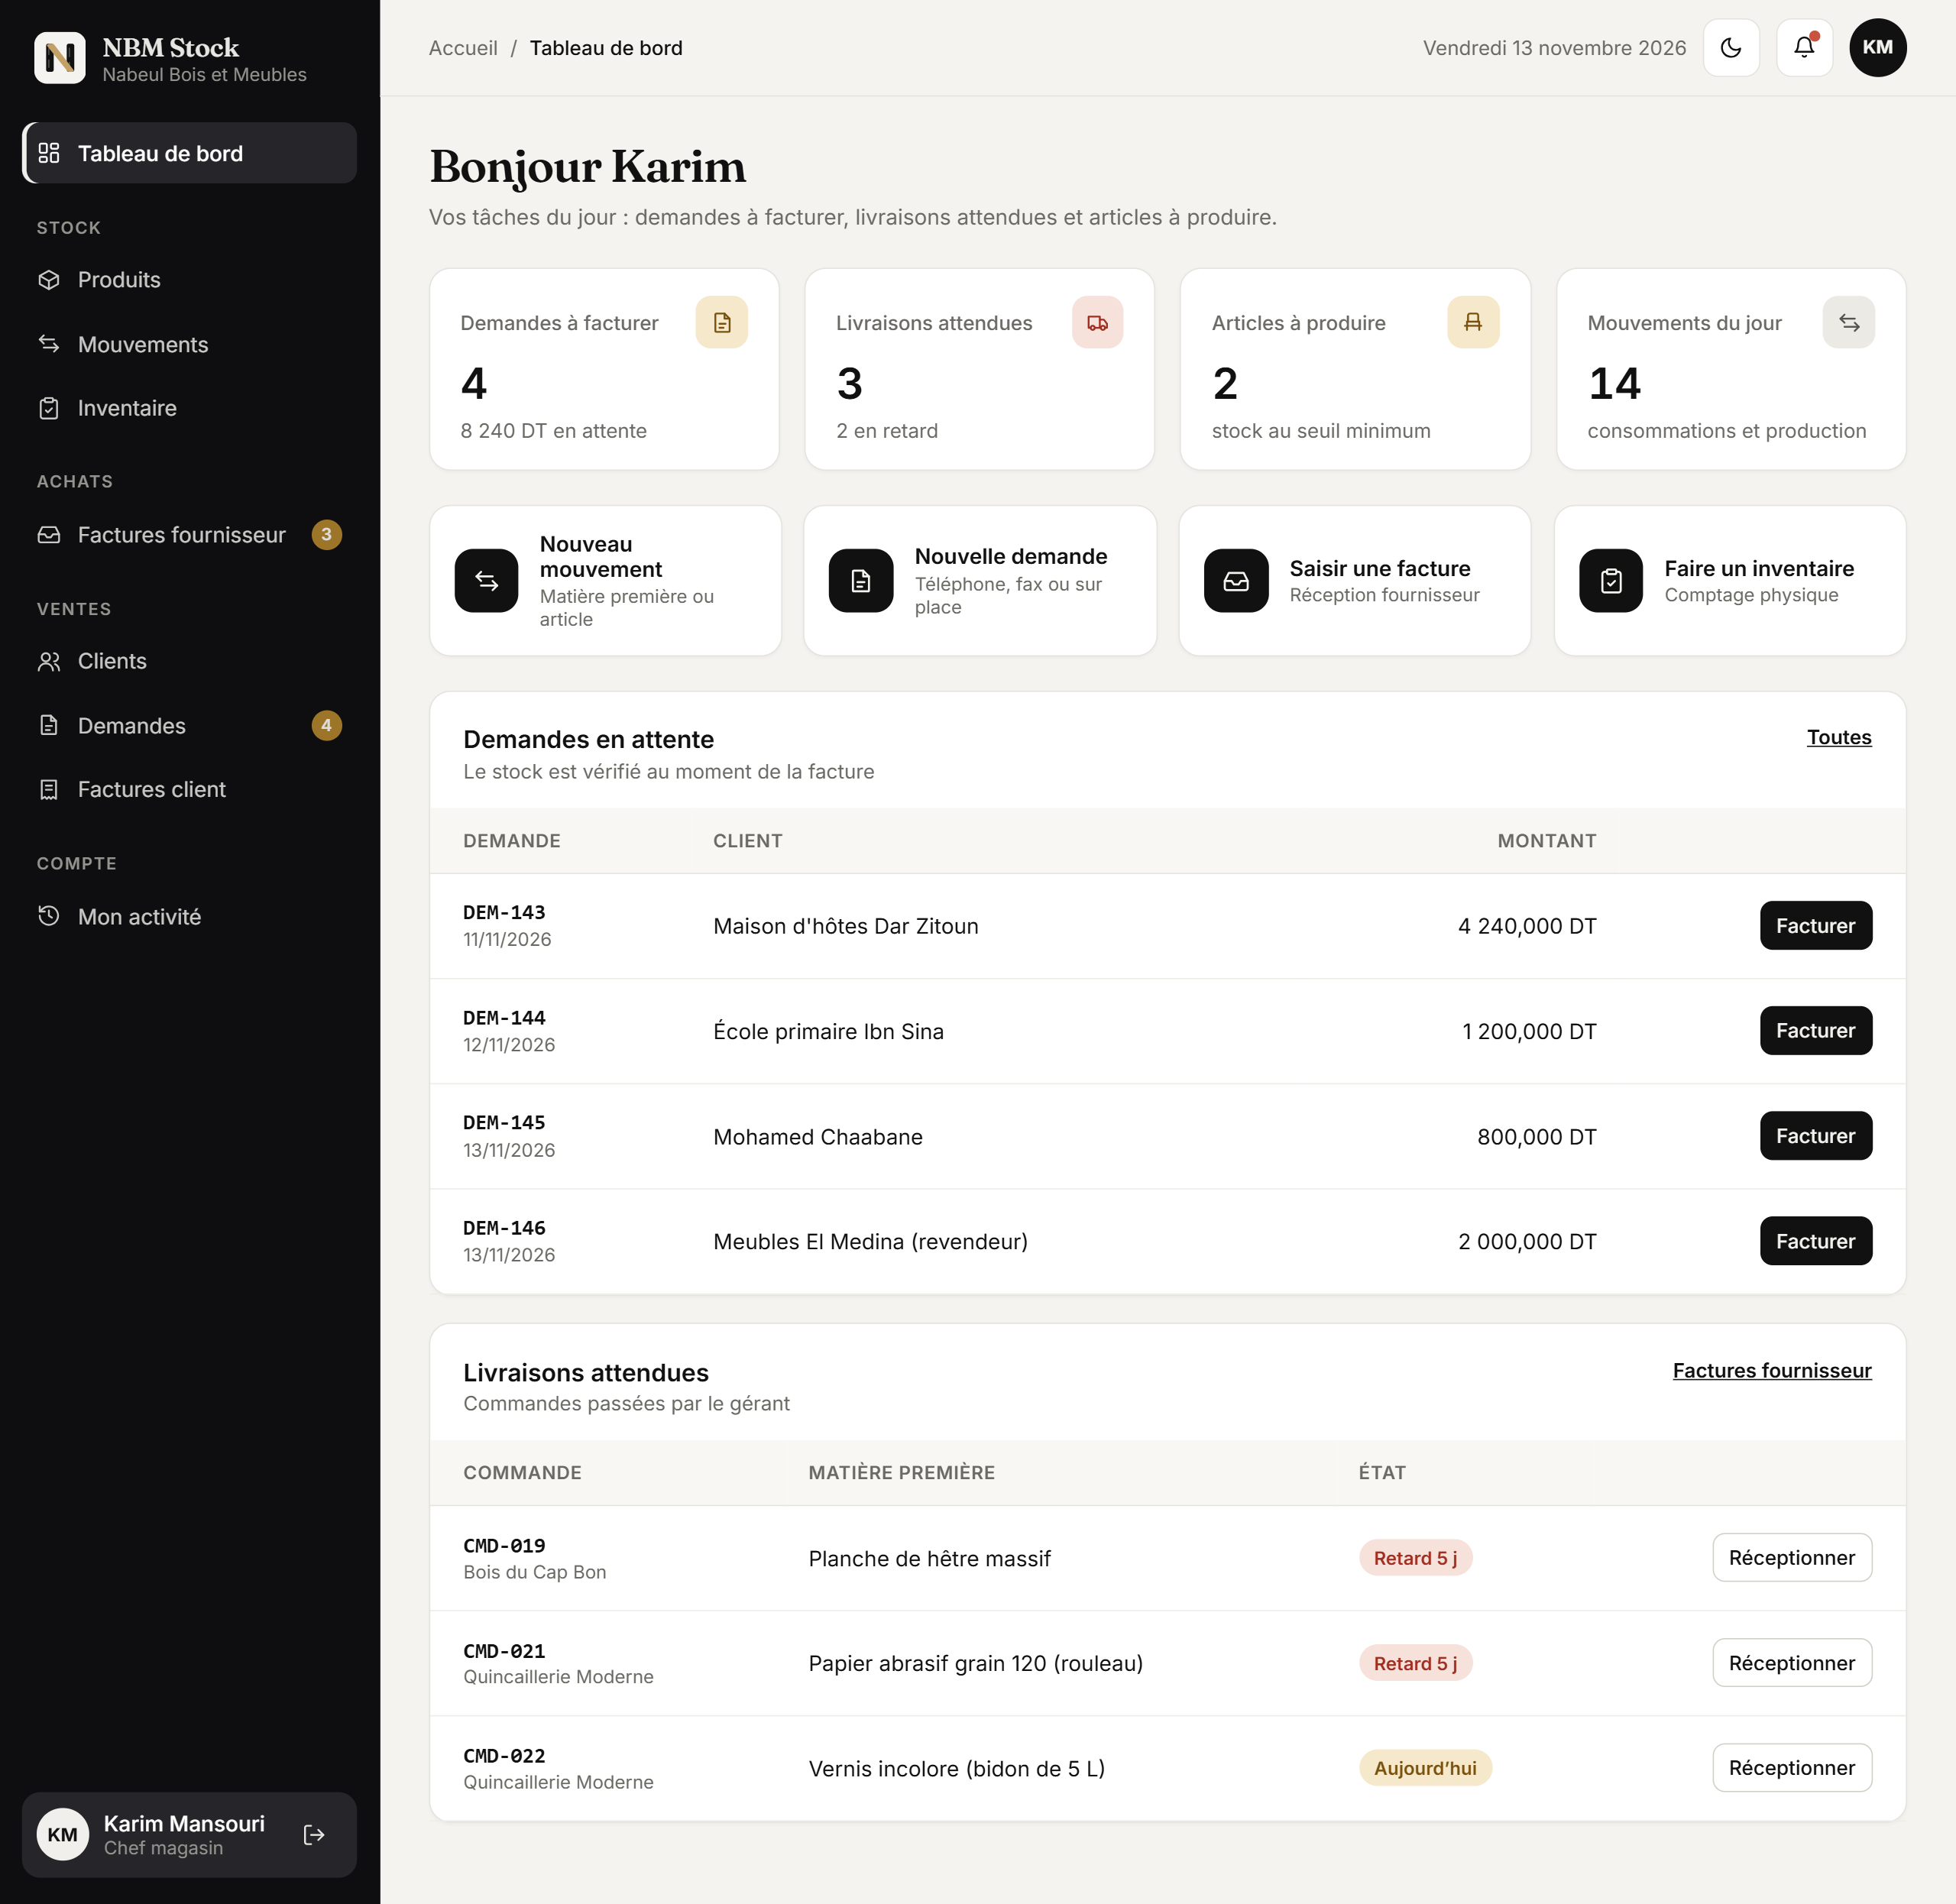 NBM Stock
Nabeul Bois et Meubles
Tableau de bord
STOCK
Produits
Mouvements
Inventaire
ACHATS
Factures fournisseur 3
VENTES
Clients
Demandes 4
Factures client
COMPTE
Mon activité
KM
Karim Mansouri
Chef magasin
Accueil / Tableau de bord
Vendredi 13 novembre 2026
KM
Bonjour Karim
Vos tâches du jour : demandes à facturer, livraisons attendues et articles à produire.
Demandes à facturer
4
8 240 DT en attente
Livraisons attendues
3
2 en retard
Articles à produire
2
stock au seuil minimum
Mouvements du jour
14
consommations et production
Nouveau
mouvement
Matière première ou
article
Nouvelle demande
Téléphone, fax ou sur
place
Saisir une facture
Réception fournisseur
Faire un inventaire
Comptage physique
Demandes en attente
Toutes
Le stock est vérifié au moment de la facture
DEMANDE CLIENT MONTANT
DEM-143
11/11/2026
Maison d'hôtes Dar Zitoun
4 240,000 DT
Facturer
DEM-144
12/11/2026
École primaire Ibn Sina
1 200,000 DT
Facturer
DEM-145
13/11/2026
Mohamed Chaabane
800,000 DT
Facturer
DEM-146
13/11/2026
Meubles El Medina (revendeur)
2 000,000 DT
Facturer
Livraisons attendues
Factures fournisseur
Commandes passées par le gérant
COMMANDE MATIÈRE PREMIÈRE ÉTAT
CMD-019
Bois du Cap Bon
Planche de hêtre massif
Retard 5 j
Réceptionner
CMD-021
Quincaillerie Moderne
Papier abrasif grain 120 (rouleau)
Retard 5 j
Réceptionner
CMD-022
Quincaillerie Moderne
Vernis incolore (bidon de 5 L)
Aujourd’hui
Réceptionner